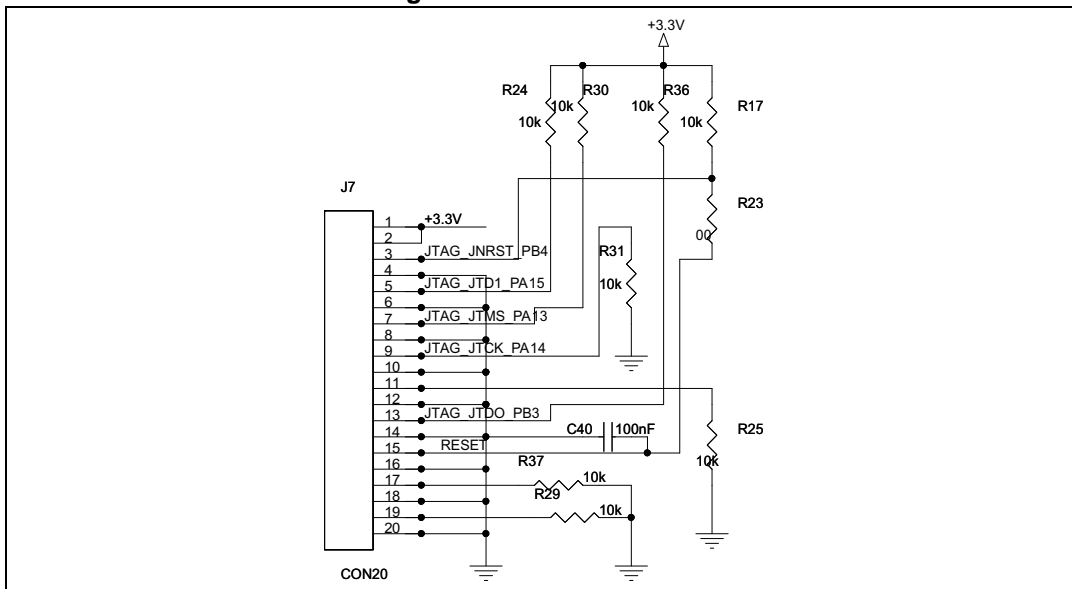 g
+3.3V
R24
R30
R36
R17
10k
10k
10k
10k
J7
R23
00
1
+3.3V
2
3
JTAG_JNRST_PB4
R31
4
5
JTAG_JTD1_PA15
10k
6
7
JTAG_JTMS_PA13
8
9
JTAG_JTCK_PA14
10
11
12
13
JTAG_JTDO_PB3
14
C40
100nF
R25
15
RESET
10k
16
R37
17
10k
18
R29
19
10k
20
CON20